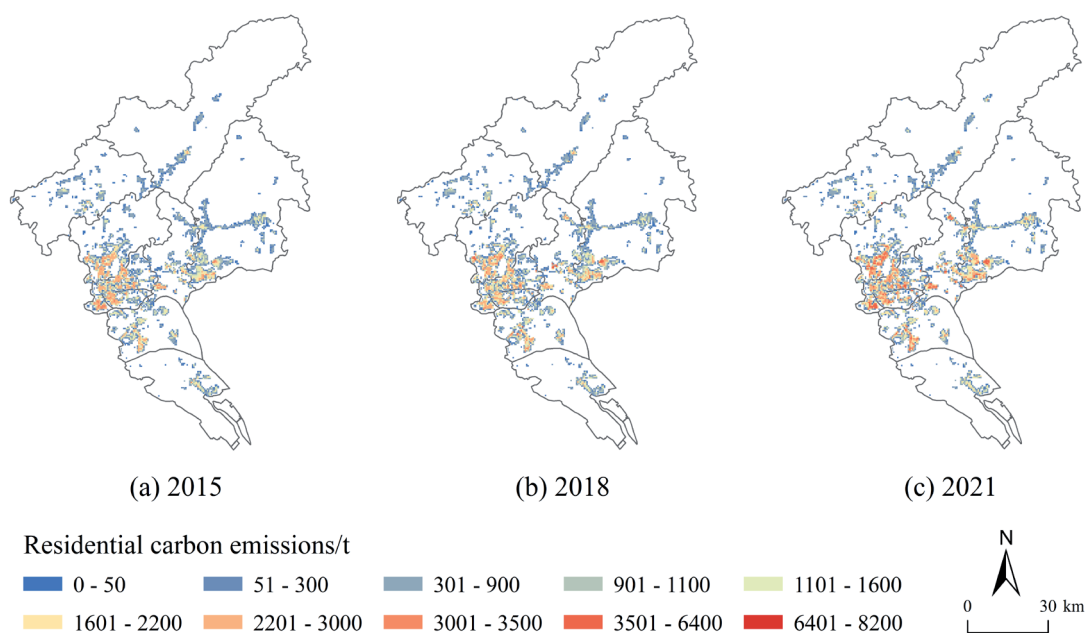 (a) 2015
(b) 2018
(c) 2021
Residential carbon emissions/t
0 - 50
51 - 300
301 - 900
901 - 1100
1101 - 1600
1601 - 2200
2201 - 3000
3001 - 3500
3501 - 6400
6401 - 8200
N
0
30 km